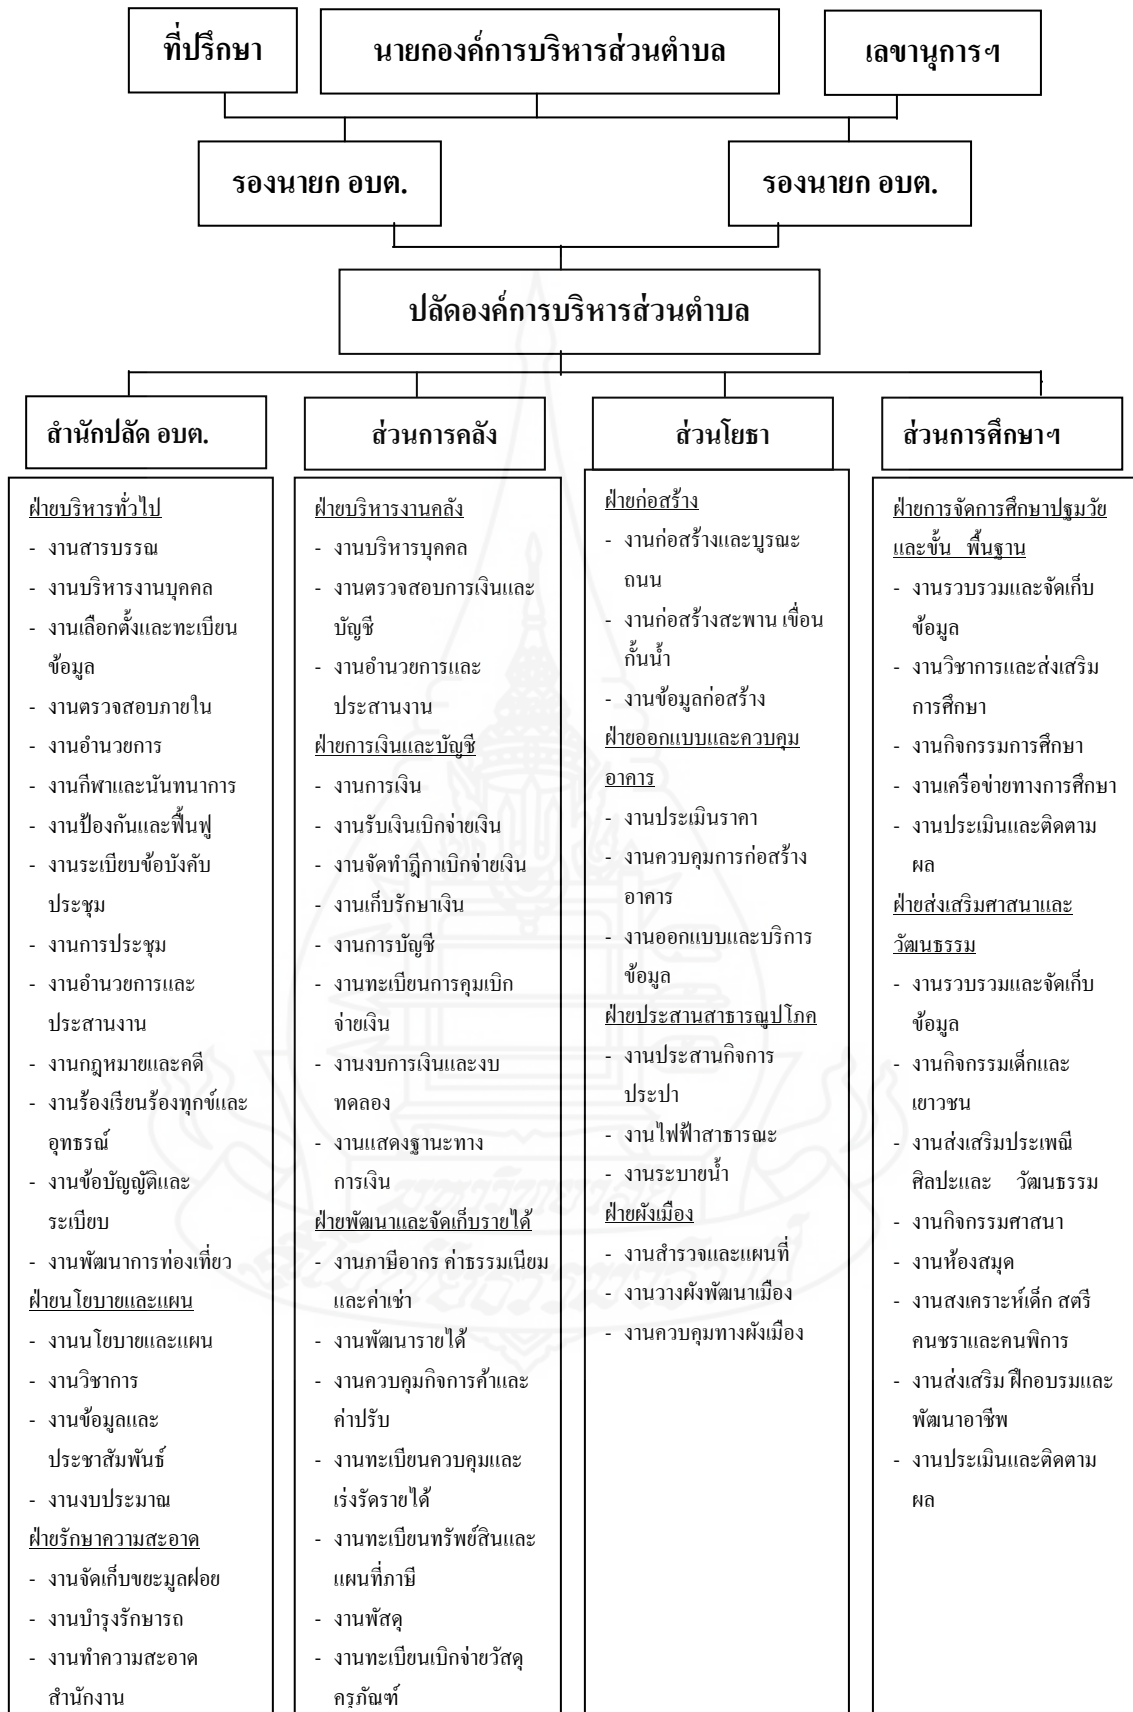 ที่ปรึกษา
นายกองค์การบริหารส่วนตำบล
เลขานุการฯ
รองนายก อบต.
รองนายก อบต.
ปลัดองค์การบริหารส่วนตำบล
สำนักปลัด อบต.
ส่วนการคลัง
ส่วนโยธา
ส่วนการศึกษาฯ
ฝ่ายบริหารทั่วไป
- งานสารบรรณ
- งานบริหารงานบุคคล
- งานเลือกตั้งและทะเบียน
ข้อมูล
- งานตรวจสอบภายใน
- งานอำนวยการ
- งานกีฬาและนันทนาการ
- งานป้องกันและฟื้นฟู
- งานระเบียบข้อบังคับ
ประชุม
- งานการประชุม
- งานอำนวยการและ
ประสานงาน
- งานกฎหมายและคดี
- งานร้องเรียนร้องทุกข์และ
อุทธรณ์
- งานข้อบัญญัติและ
ระเบียบ
- งานพัฒนาการท่องเที่ยว
ฝ่ายนโยบายและแผน
- งานนโยบายและแผน
- งานวิชาการ
- งานข้อมูลและ
ประชาสัมพันธ์
- งานงบประมาณ
ฝ่ายรักษาความสะอาด
- งานจัดเก็บขยะมูลฝอย
- งานบำรุงรักษารถ
- งานทำความสะอาด
สำนักงาน
ฝ่ายบริหารงานคลัง
- งานบริหารบุคคล
- งานตรวจสอบการเงินและ
บัญชี
- งานอำนวยการและ
ประสานงาน
ฝ่ายการเงินและบัญชี
- งานการเงิน
- งานรับเงินเบิกจ่ายเงิน
- งานจัดทำฎีกาเบิกจ่ายเงิน
- งานเก็บรักษาเงิน
- งานการบัญชี
- งานทะเบียนการคุมเบิก
จ่ายเงิน
- งานงบการเงินและงบ
ทดลอง
- งานแสดงฐานะทาง
การเงิน
ฝ่ายพัฒนาและจัดเก็บรายได้
- งานภาษีอากร ค่าธรรมเนียม
และค่าเช่า
- งานพัฒนารายได้
- งานควบคุมกิจการค้าและ
ค่าปรับ
- งานทะเบียนควบคุมและ
เร่งรัดรายได้
- งานทะเบียนทรัพย์สินและ
แผนที่ภาษี
- งานพัสดุ
- งานทะเบียนเบิกจ่ายวัสดุ
ครุภัณฑ์
ฝ่ายก่อสร้าง
- งานก่อสร้างและบูรณะ
ถนน
- งานก่อสร้างสะพาน เขื่อน
กั้นน้ำ
- งานข้อมูลก่อสร้าง
ฝ่ายออกแบบและควบคุม
อาคาร
- งานประเมินราคา
- งานควบคุมการก่อสร้าง
อาคาร
- งานออกแบบและบริการ
ข้อมูล
ฝ่ายประสานสาธารณูปโภค
- งานประสานกิจการ
ประปา
- งานไฟฟ้าสาธารณะ
- งานระบายน้ำ
ฝ่ายผังเมือง
- งานสำรวจและแผนที่
- งานวางผังพัฒนาเมือง
- งานควบคุมทางผังเมือง
ฝ่ายการจัดการศึกษาปฐมวัย
และขั้น พื้นฐาน
- งานรวบรวมและจัดเก็บ
ข้อมูล
- งานวิชาการและส่งเสริม
การศึกษา
- งานกิจกรรมการศึกษา
- งานเครือข่ายทางการศึกษา
- งานประเมินและติดตาม
ผล
ฝ่ายส่งเสริมศาสนาและ
วัฒนธรรม
- งานรวบรวมและจัดเก็บ
ข้อมูล
- งานกิจกรรมเด็กและ
เยาวชน
- งานส่งเสริมประเพณี
ศิลปะและ วัฒนธรรม
- งานกิจกรรมศาสนา
- งานห้องสมุด
- งานสงเคราะห์เด็ก สตรี
คนชราและคนพิการ
- งานส่งเสริม ฝึกอบรมและ
พัฒนาอาชีพ
- งานประเมินและติดตาม
ผล